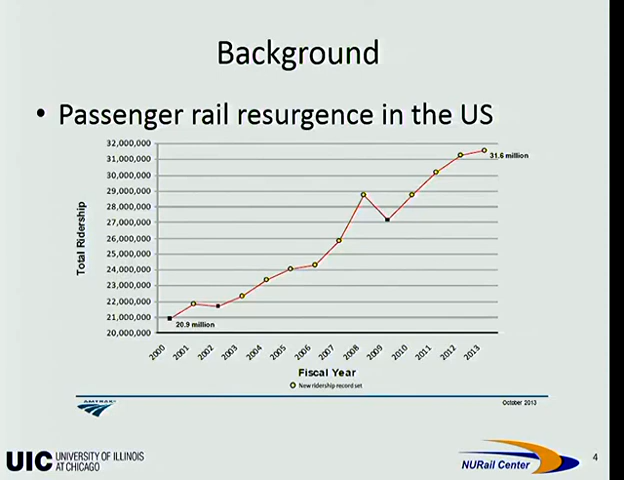 Background
• Passenger rail resurgence in the US
32,000,000
31,000,000
30,000,000
29,000,000
28,000,000
27,000,000
26,000,000
25,000,000
24,000,000
23,000,000
22,000,000
21,000,000
20,000,000
Total Ridership
31.6 million
20.9 million
2000 2001 2002 2003 2004 2005 2006 2007 2008 2009 2010 2011 2012 2013
Fiscal Year
New ridership record set
AMTRAK
October 2013
UIC UNIVERSITY OF ILLINOIS
AT CHICAGO
NURail Center
4